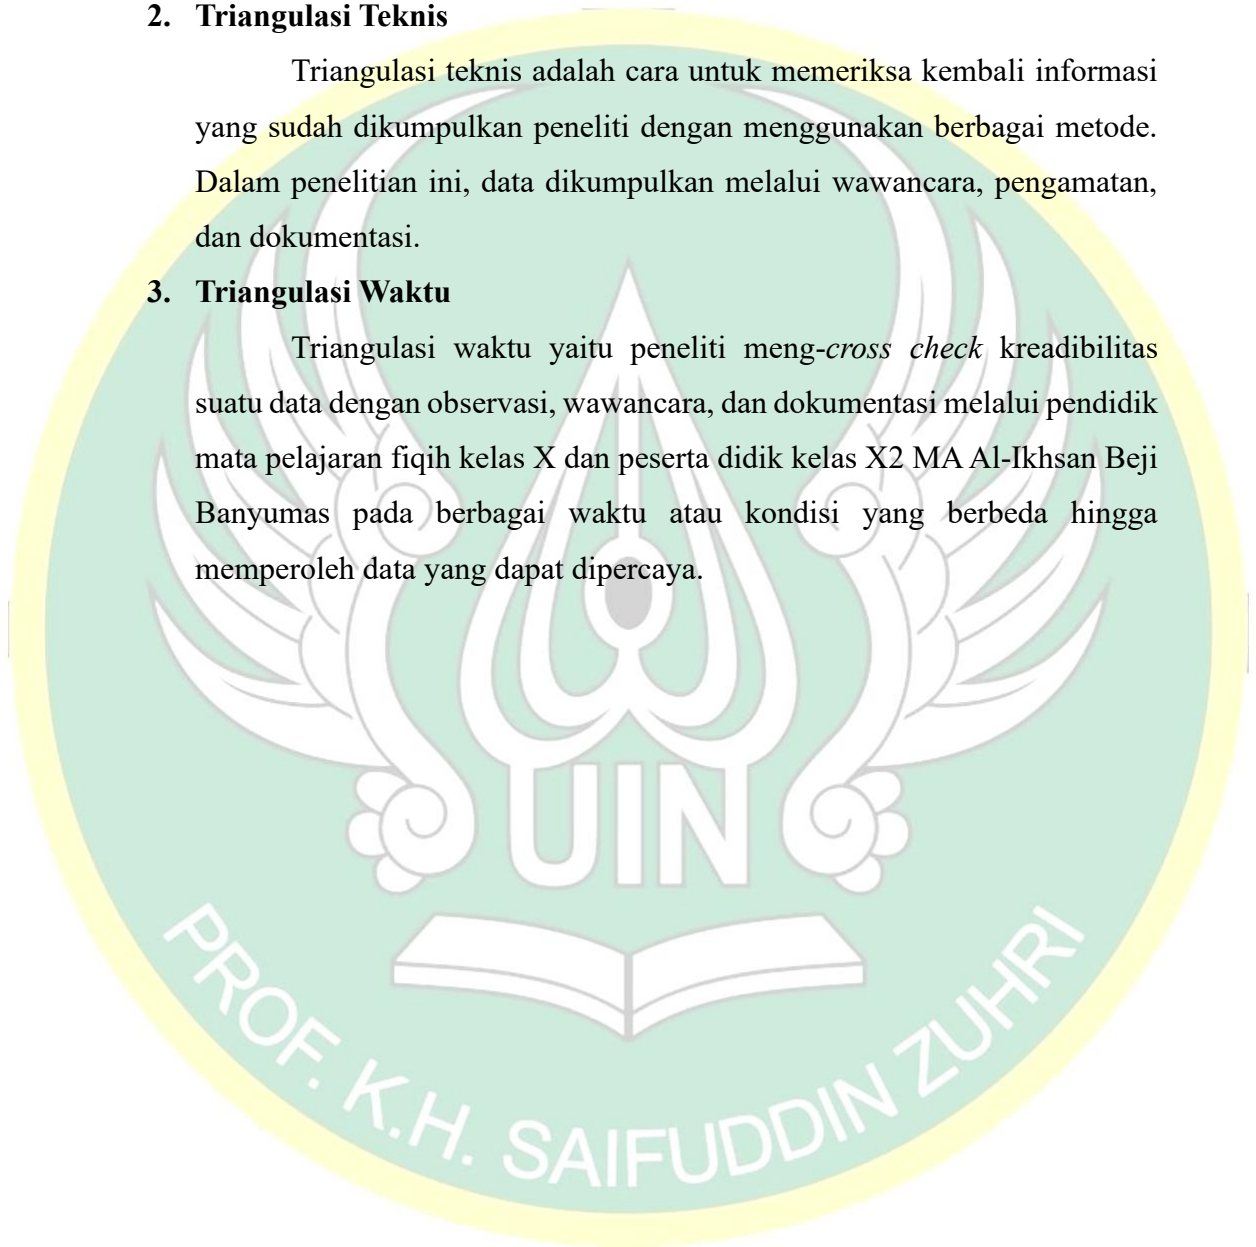 2. Triangulasi Teknis
Triangulasi teknis adalah cara untuk memeriksa kembali informasi
yang sudah dikumpulkan peneliti dengan menggunakan berbagai metode.
Dalam penelitian ini, data dikumpulkan melalui wawancara, pengamatan,
dan dokumentasi.
3. Triangulasi Waktu
Triangulasi waktu yaitu peneliti meng-cross check kreadibilitas
suatu data dengan observasi, wawancara, dan dokumentasi melalui pendidik
mata pelajaran fiqih kelas X dan peserta didik kelas X2 MA Al-Ikhsan Beji
Banyumas pada berbagai waktu atau kondisi yang berbeda hingga
memperoleh data yang dapat dipercaya.
UIN
PROF. K.H. SAIFUDDIN ZUHRI